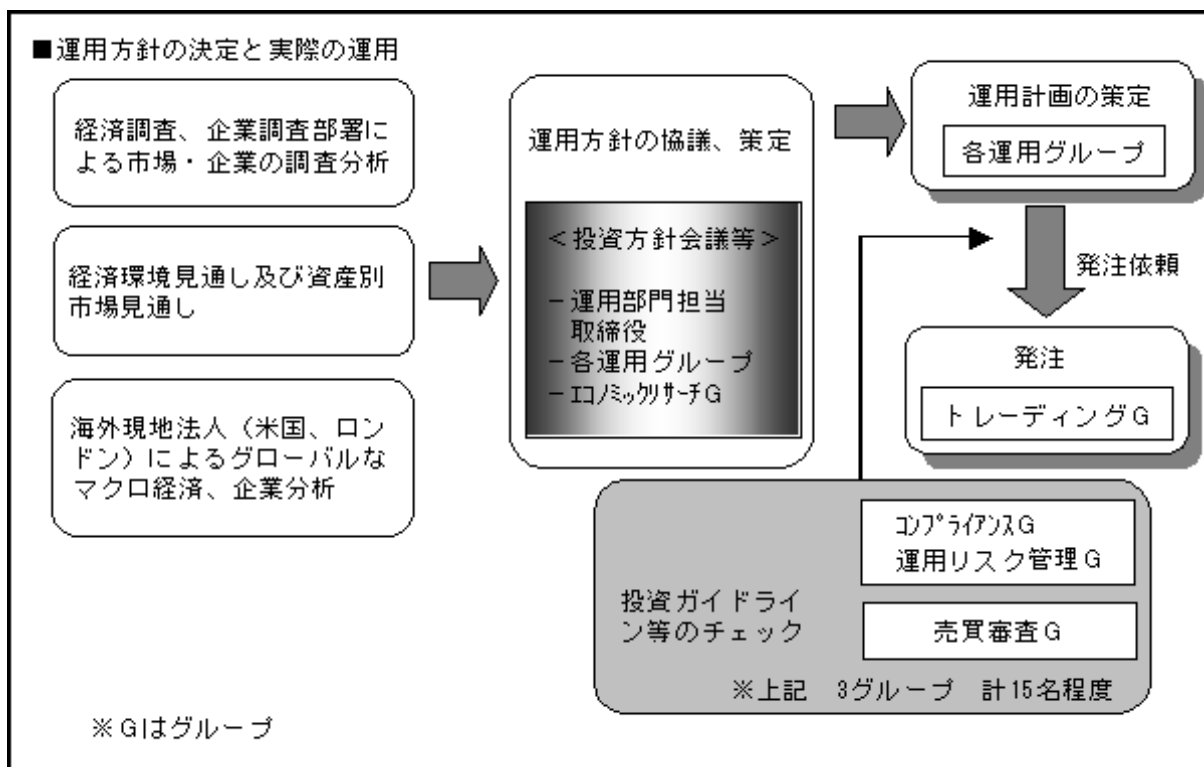 ■運用方針の決定と実際の運用
経済調査、企業調査部署に
よる市場・企業の調査分析
経済環境見通し及び資産別
市場見通し
海外現地法人（米国、ロン
ドン）によるグローバルな
マクロ経済、企業分析
運用方針の協議、策定
＜投資方針会議等＞
－運用部門担当
取締役
－各運用グループ
－ｴｺﾉﾐｯｸﾘｻｰﾁＧ
運用計画の策定
各運用グループ
発注依頼
発注
トレーディングＧ
ｺﾝﾌﾟﾗｲｱﾝｽＧ
運用リスク管理Ｇ
投資ガイドライ
ン等のチェック
売買審査Ｇ
※上記　3グループ　計15名程度
※Ｇはグループ